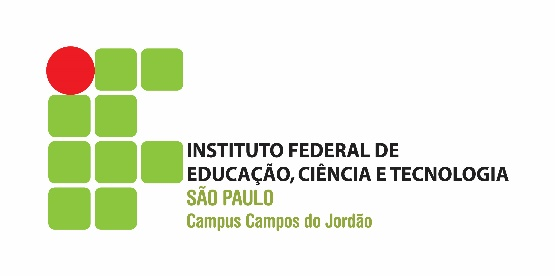 INSTITUTO FEDERAL DE
EDUCAÇÃO, CIÊNCIA E TECNOLOGIA
SÃO PAULO
Campus Campos do Jordão